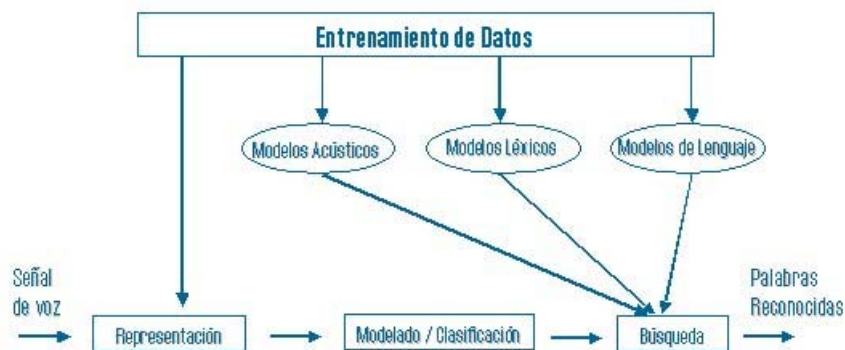 Entrenamiento de Datos
Modelos Acústicos
Modelos Léxicos
Modelos de Lenguaje
Señal
de voz
Palabras
Reconocidas
Representación
Modelado / Clasificación
Búsqueda